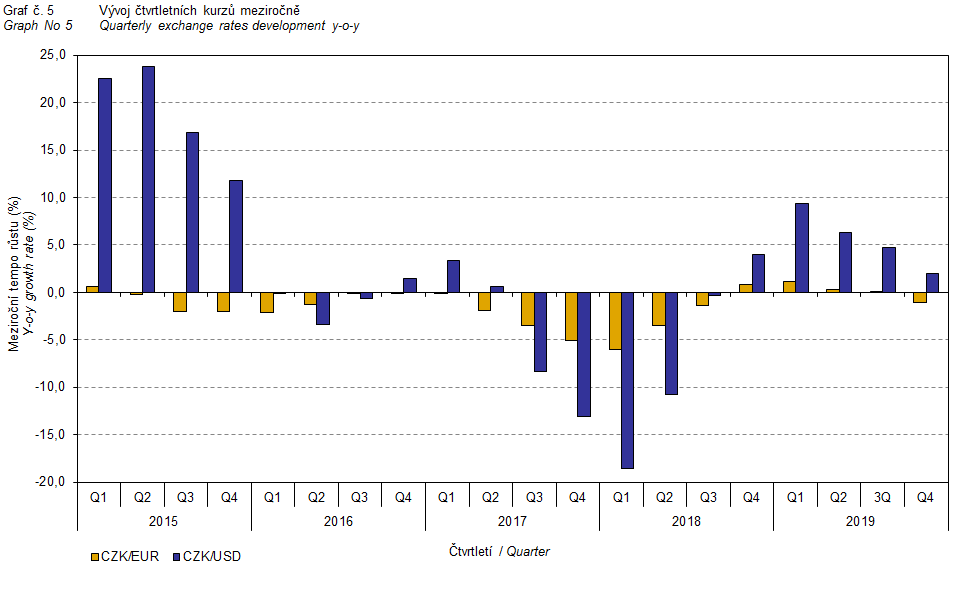 Graf č. 5 Vývoj čtvrtletních kurzů meziročně
Graph No 5 Quarterly exchange rates development y-o-y
25,0
20,0
15,0
10,0
5,0
0,0
-5,0
-10,0
-15,0
-20,0
Meziroční tempo růstu (%)
Y-o-y growth rate (%)
Q1 Q2 Q3 Q4 Q1 Q2 Q3 Q4 Q1 Q2 Q3 Q4 Q1 Q2 Q3 Q4 Q1 Q2 3Q Q4
2015 2016 2017 2018 2019
Čtvrtletí / Quarter
CZK/EUR CZK/USD